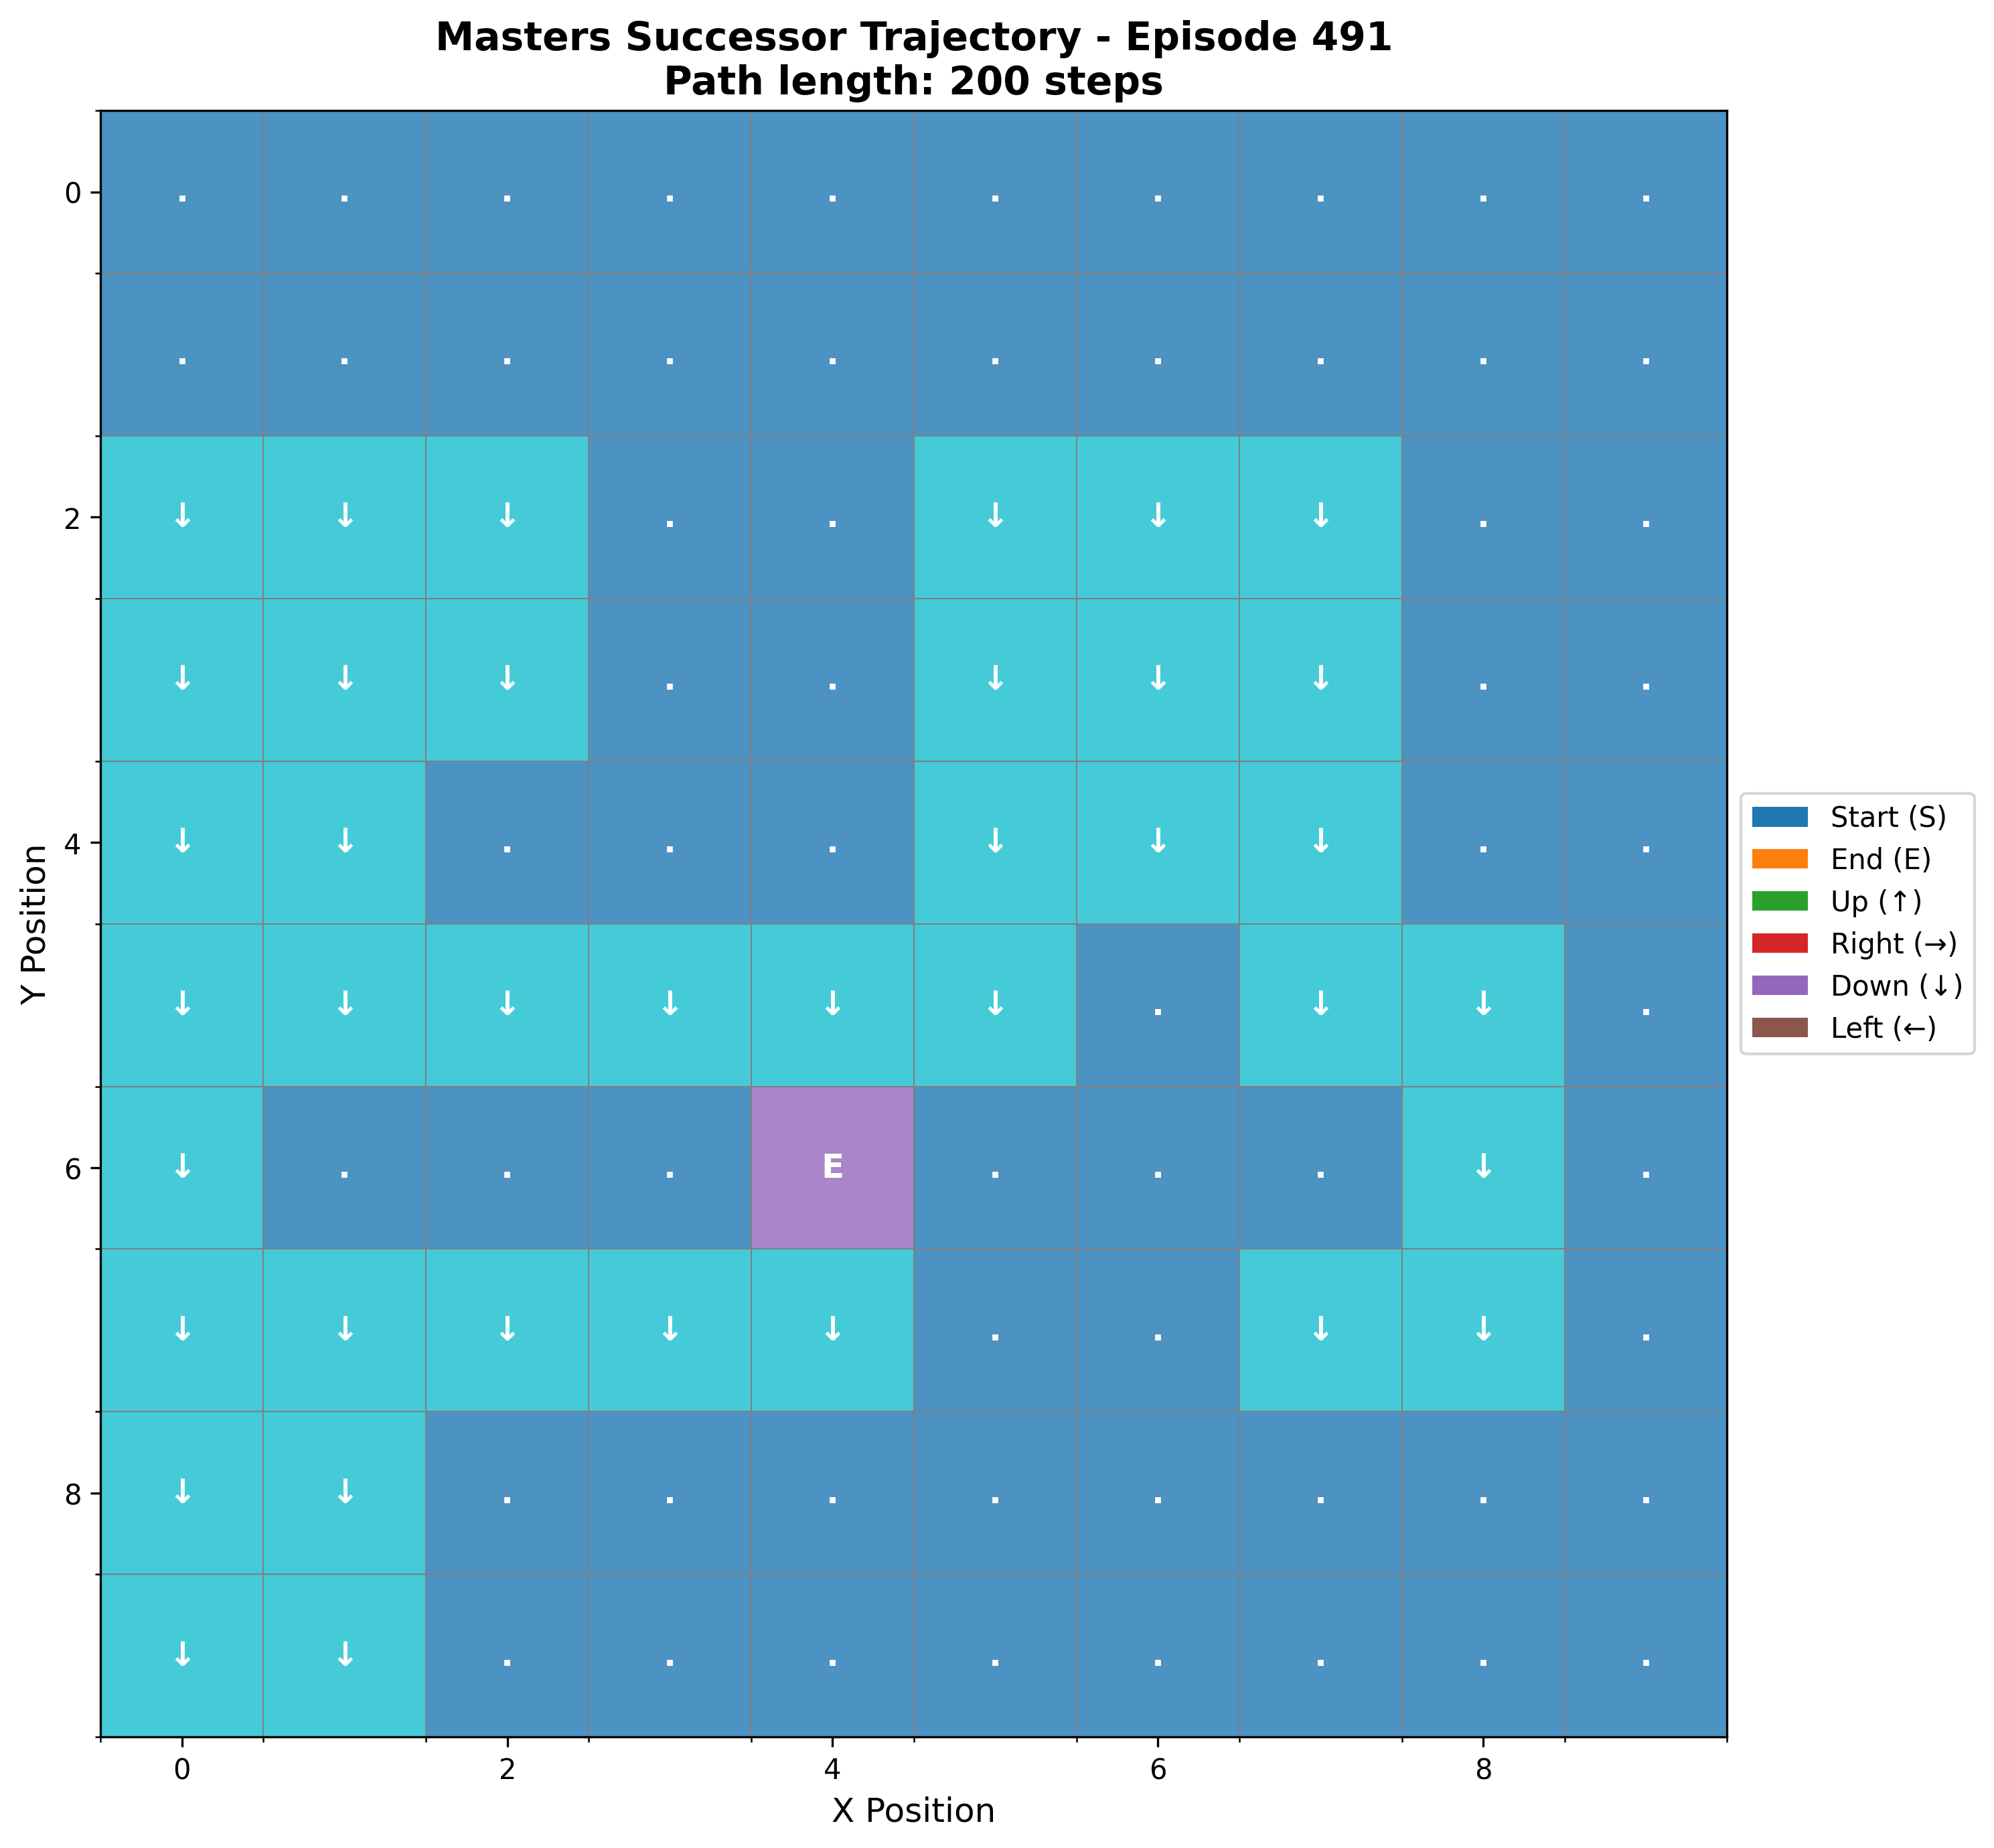 Masters Successor Trajectory - Episode 491
Path length: 200 steps
0 . . . . . . . . . .
. . . . . . . . . .
2 ↓ ↓ ↓ . . ↓ ↓ ↓ . .
↓ ↓ ↓ . . ↓ ↓ ↓ . .
4 ↓ ↓ . . . ↓ ↓ ↓ . .
↓ ↓ ↓ ↓ ↓ ↓ . ↓ ↓ .
6 ↓ . . . E . . . ↓ .
↓ ↓ ↓ ↓ ↓ . . ↓ ↓ .
8 ↓ ↓ . . . . . . . .
↓ ↓ . . . . . . . .
0 2 4 6 8
X Position
Y Position
Start (S)
End (E)
Up (↑)
Right (→)
Down (↓)
Left (←)